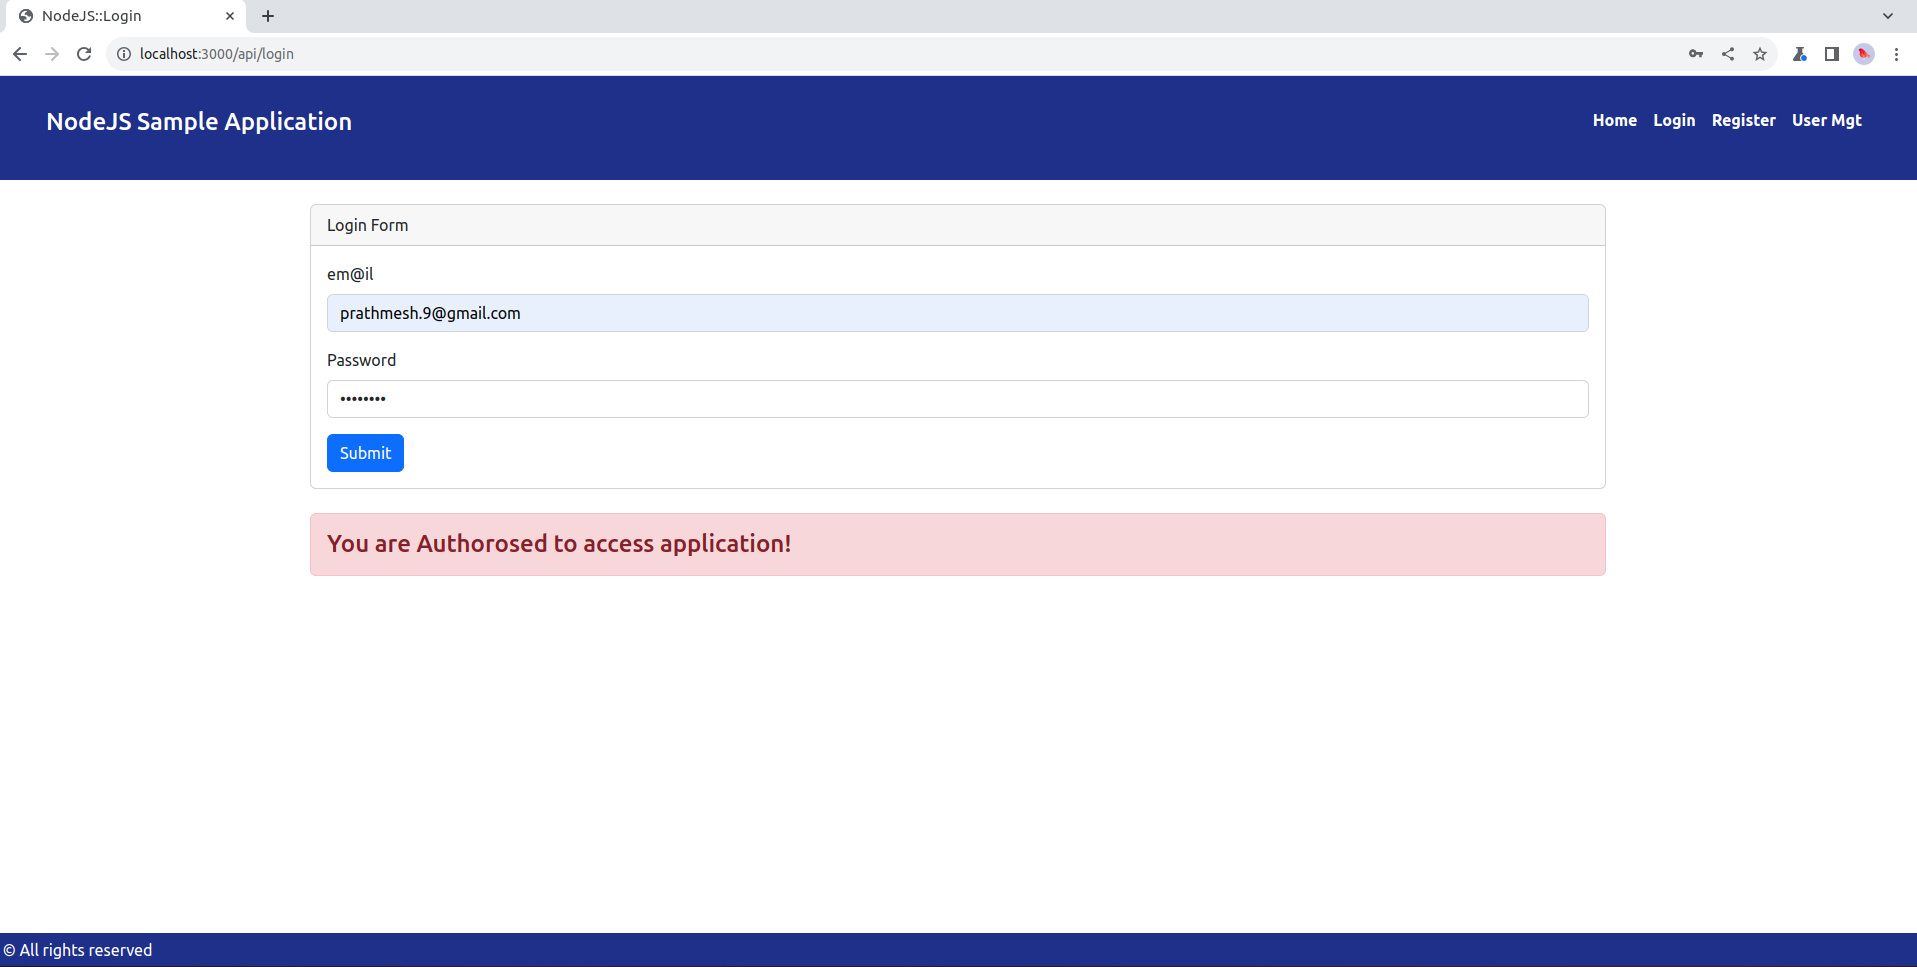 NodeJS::Login
localhost:3000/api/login
NodeJS Sample Application
Home Login Register User Mgt
Login Form
em@il
prathmesh.9@gmail.com
Password
••••••••
Submit
You are Authorosed to access application!
© All rights reserved